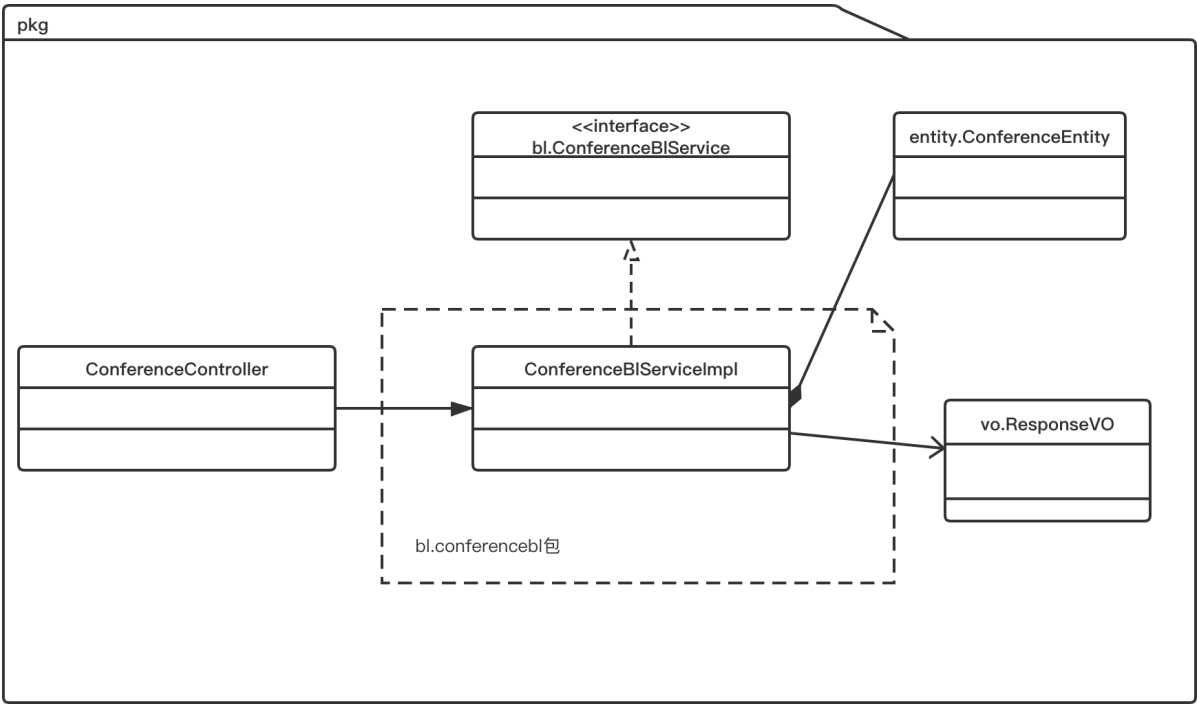 pkg
<<interface>>
bl.ConferenceBlService
entity.ConferenceEntity
ConferenceController
ConferenceBlServiceImpl
vo.ResponseVO
bl.conferencebl包